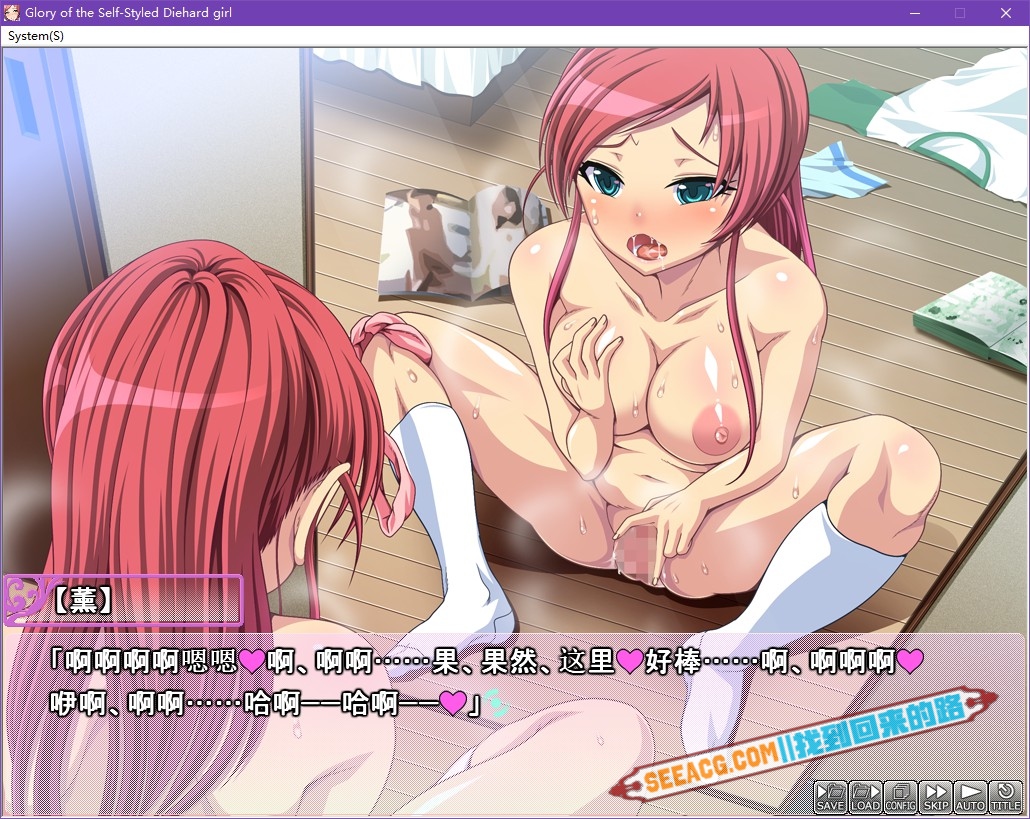 Glory of the Self-Styled Diehard girl
System(S)
【薫】
「啊啊啊啊嗯嗯♥啊、啊啊……果、果然、这里♥好棒……啊、啊啊啊♥
咿啊、啊啊……哈啊——哈啊——♥」
SEEACG.COM||找到回来的路
SAVE LOAD CONFIG SKIP AUTO TITLE